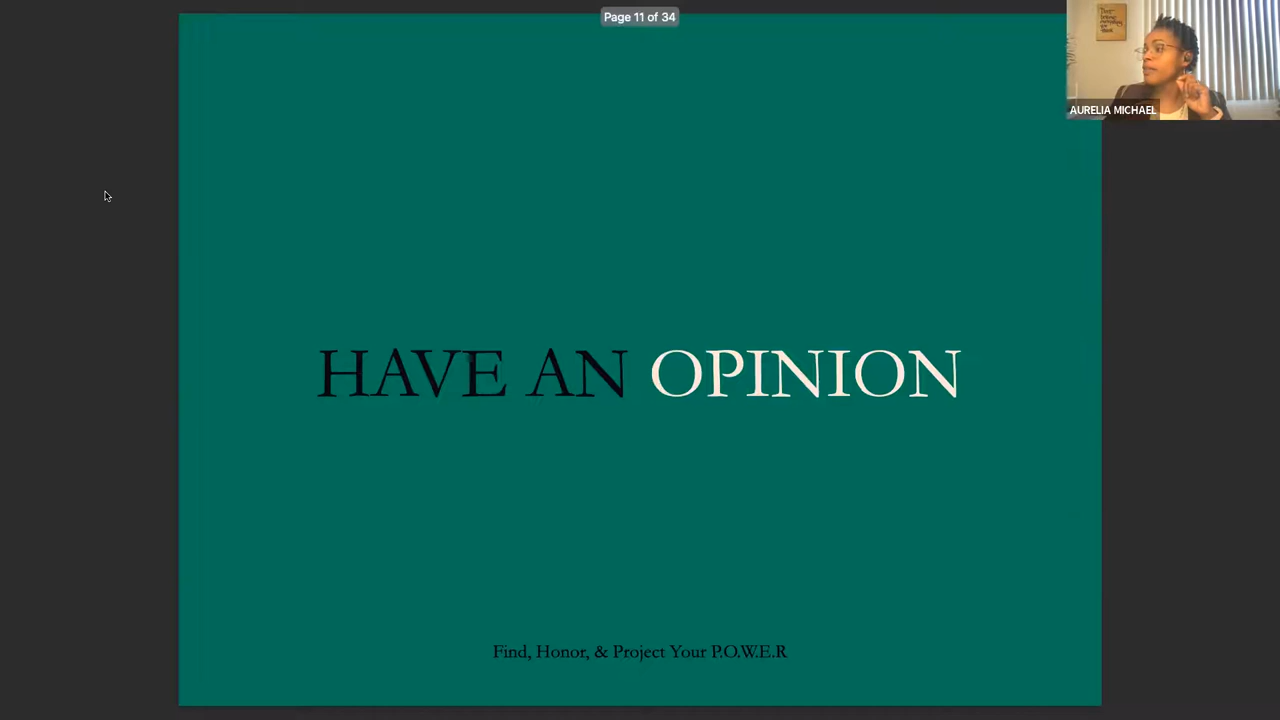 Page 11 of 34
AURELIA MICHAEL
HAVE AN OPINION
Find, Honor, & Project Your P.O.W.E.R